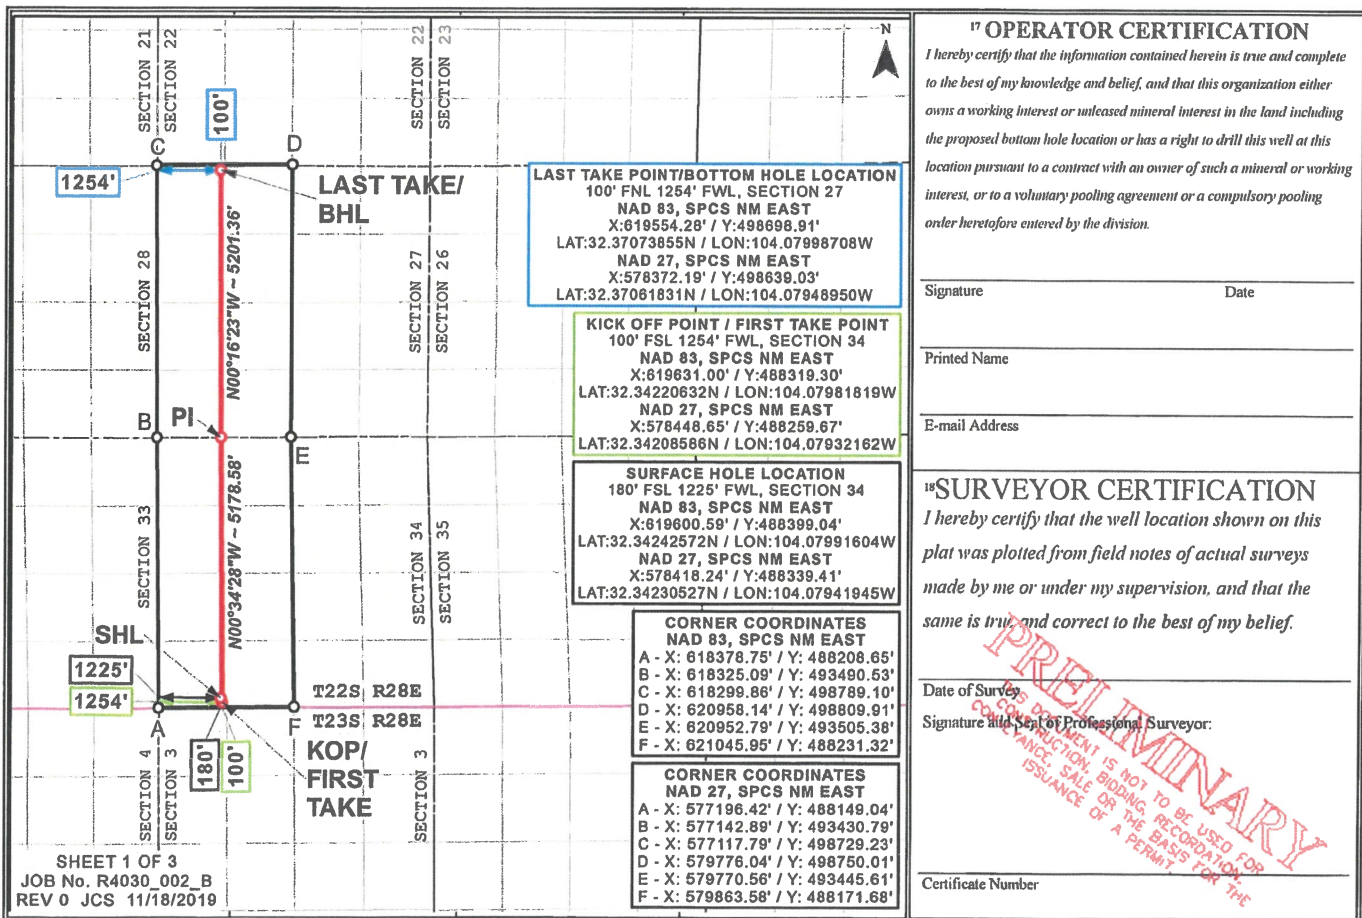 SECTION 21
SECTION 22
SECTION 22
SECTION 23
N
100'
C
D
1254'
LAST TAKE/
BHL
N00°16'23"W ~ 5201.36'
SECTION 28
SECTION 27
SECTION 26
B
PI
E
N00°34'28"W ~ 5178.58'
SECTION 33
SECTION 34
SECTION 35
SHL
1225'
1254'
T22S R28E
T23S R28E
A
F
180'
100'
KOP/
FIRST
TAKE
SECTION 4
SECTION 3
SECTION 3
SHEET 1 OF 3
JOB No. R4030_002_B
REV 0 JCS 11/18/2019
LAST TAKE POINT/BOTTOM HOLE LOCATION
100' FNL 1254' FWL, SECTION 27
NAD 83, SPCS NM EAST
X:619554.28' / Y:498698.91'
LAT:32.37073855N / LON:104.07998708W
NAD 27, SPCS NM EAST
X:578372.19' / Y:498639.03'
LAT:32.37061831N / LON:104.07948950W
KICK OFF POINT / FIRST TAKE POINT
100' FSL 1254' FWL, SECTION 34
NAD 83, SPCS NM EAST
X:619631.00' / Y:488319.30'
LAT:32.34220632N / LON:104.07981819W
NAD 27, SPCS NM EAST
X:578448.65' / Y:488259.67'
LAT:32.34208586N / LON:104.07932162W
SURFACE HOLE LOCATION
180' FSL 1225' FWL, SECTION 34
NAD 83, SPCS NM EAST
X:619600.59' / Y:488399.04'
LAT:32.34242572N / LON:104.07991604W
NAD 27, SPCS NM EAST
X:578418.24' / Y:488339.41'
LAT:32.34230527N / LON:104.07941945W
CORNER COORDINATES
NAD 83, SPCS NM EAST
A - X: 618378.75' / Y: 488208.65'
B - X: 618325.09' / Y: 493490.53'
C - X: 618299.86' / Y: 498789.10'
D - X: 620958.14' / Y: 498809.91'
E - X: 620952.79' / Y: 493505.38'
F - X: 621045.95' / Y: 488231.32'
CORNER COORDINATES
NAD 27, SPCS NM EAST
A - X: 577196.42' / Y: 488149.04'
B - X: 577142.89' / Y: 493430.79'
C - X: 577117.79' / Y: 498729.23'
D - X: 579776.04' / Y: 498750.01'
E - X: 579770.56' / Y: 493445.61'
F - X: 579863.58' / Y: 488171.68'
17 OPERATOR CERTIFICATION
I hereby certify that the information contained herein is true and complete
to the best of my knowledge and belief, and that this organization either
owns a working interest or unleased mineral interest in the land including
the proposed bottom hole location or has a right to drill this well at this
location pursuant to a contract with an owner of such a mineral or working
interest, or to a voluntary pooling agreement or a compulsory pooling
order heretofore entered by the division.
Signature Date
Printed Name
E-mail Address
18 SURVEYOR CERTIFICATION
I hereby certify that the well location shown on this
plat was plotted from field notes of actual surveys
made by me or under my supervision, and that the
same is true and correct to the best of my belief.
Date of Survey
Signature and Seal of Professional Surveyor:
PRELIMINARY
THIS DOCUMENT IS NOT TO BE USED FOR
CONSTRUCTION, BIDDING, RECORDATION,
CONVEYANCE, SALE OR THE BASIS FOR THE
ISSUANCE OF A PERMIT.
Certificate Number